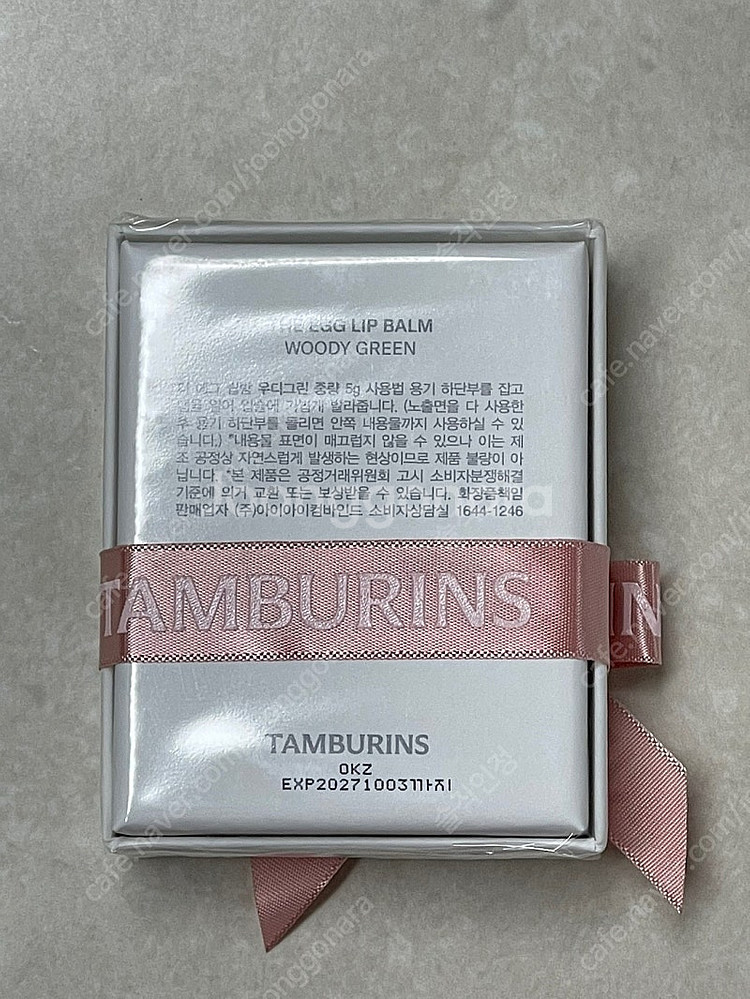 THE EGG LIP BALM
WOODY GREEN
더 에그 립밤 우디그린 중량 5g 사용법 용기 하단부를 잡고
캡을 열어 입술에 가볍게 발라줍니다. (노출면을 다 사용한
후 용기 하단부를 돌리면 안쪽 내용물까지 사용하실 수 있
습니다.) *내용물 표면이 매끄럽지 않을 수 있으나 이는 제
조 공정상 자연스럽게 발생하는 현상이므로 제품 불량이 아
닙니다. *본 제품은 공정거래위원회 고시 소비자분쟁해결
기준에 의거 교환 또는 보상받을 수 있습니다. 화장품책임
판매업자 (주)아이아이컴바인드 소비자상담실 1644-1246
TAMBURINS
IN
TAMBURINS
OKZ
EXP20271003까지
cafe.naver.com/joonggonara
joonggonara